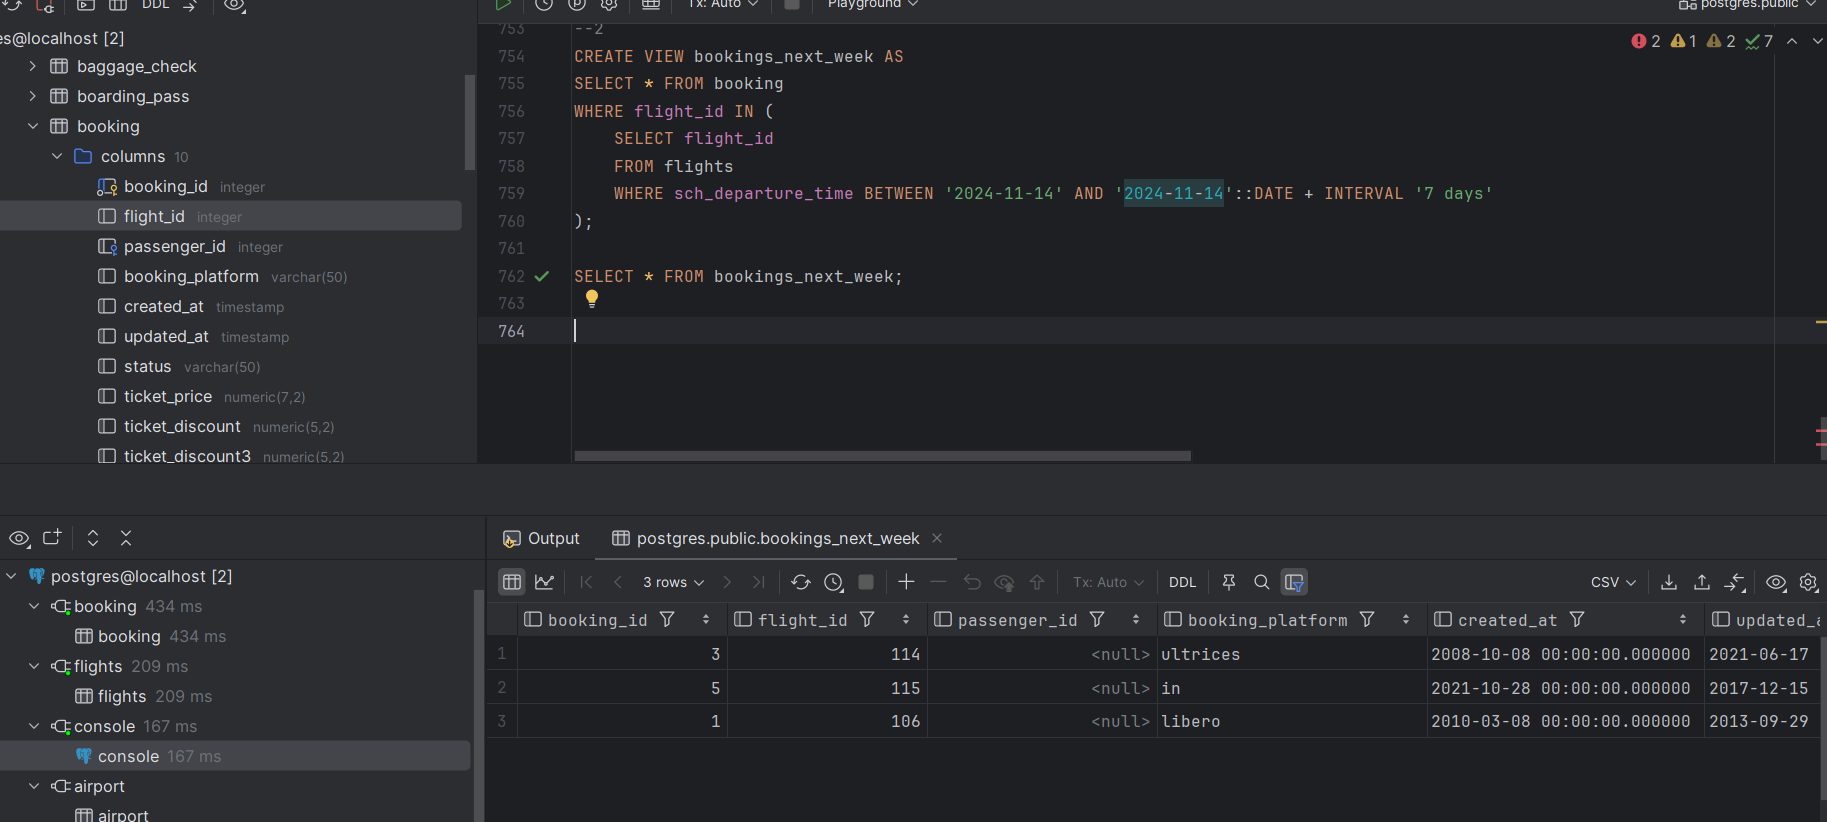 DDL
Tx: Auto
Playground
postgres.public
es@localhost [2]
baggage_check
boarding_pass
booking
columns 10
booking_id integer
flight_id integer
passenger_id integer
booking_platform varchar(50)
created_at timestamp
updated_at timestamp
status varchar(50)
ticket_price numeric(7,2)
ticket_discount numeric(5,2)
ticket_discount3 numeric(5,2)
2 1 2 7
753 --2
754 CREATE VIEW bookings_next_week AS
755 SELECT * FROM booking
756 WHERE flight_id IN (
757 SELECT flight_id
758 FROM flights
759 WHERE sch_departure_time BETWEEN '2024-11-14' AND '2024-11-14'::DATE + INTERVAL '7 days'
760 );
761
762 SELECT * FROM bookings_next_week;
763
764
postgres@localhost [2]
booking 434 ms
booking 434 ms
flights 209 ms
flights 209 ms
console 167 ms
console 167 ms
airport
airport
Output postgres.public.bookings_next_week
3 rows Tx: Auto DDL CSV
booking_id flight_id passenger_id booking_platform created_at updated_a
1 3 114 <null> ultrices 2008-10-08 00:00:00.000000 2021-06-17
2 5 115 <null> in 2021-10-28 00:00:00.000000 2017-12-15
3 1 106 <null> libero 2010-03-08 00:00:00.000000 2013-09-29